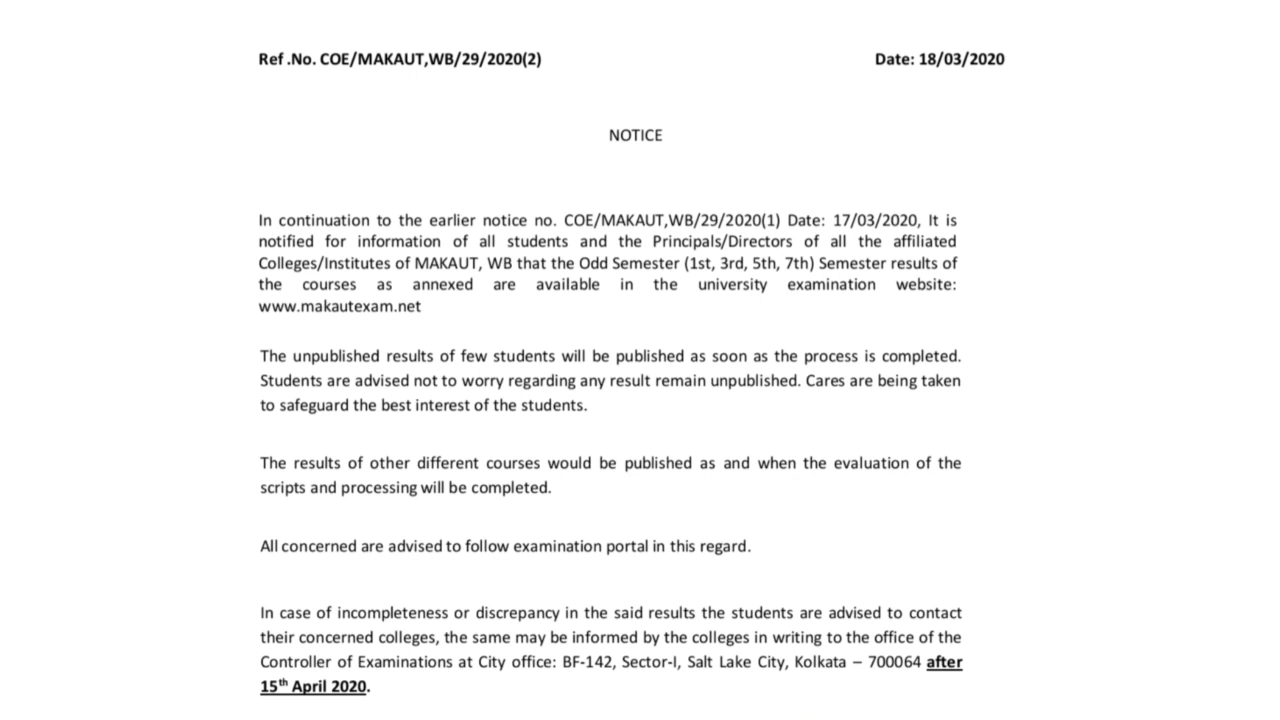 Ref .No. COE/MAKAUT,WB/29/2020(2) Date: 18/03/2020
NOTICE
In continuation to the earlier notice no. COE/MAKAUT,WB/29/2020(1) Date: 17/03/2020, It is
notified for information of all students and the Principals/Directors of all the affiliated
Colleges/Institutes of MAKAUT, WB that the Odd Semester (1st, 3rd, 5th, 7th) Semester results of
the courses as annexed are available in the university examination website:
www.makautexam.net
The unpublished results of few students will be published as soon as the process is completed.
Students are advised not to worry regarding any result remain unpublished. Cares are being taken
to safeguard the best interest of the students.
The results of other different courses would be published as and when the evaluation of the
scripts and processing will be completed.
All concerned are advised to follow examination portal in this regard.
In case of incompleteness or discrepancy in the said results the students are advised to contact
their concerned colleges, the same may be informed by the colleges in writing to the office of the
Controller of Examinations at City office: BF-142, Sector-I, Salt Lake City, Kolkata – 700064 after
15th April 2020.